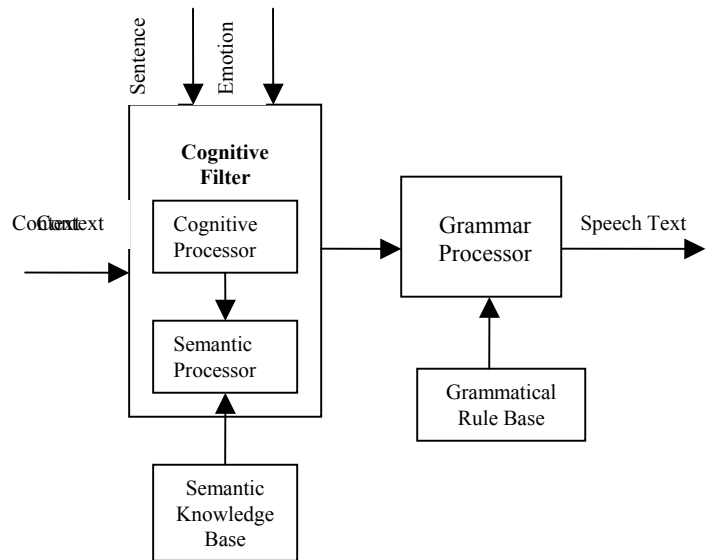 Sentence
Emotion
Cognitive
Filter
Context
Context
Cognitive
Processor
Semantic
Processor
Semantic
Knowledge
Base
Grammar
Processor
Speech Text
Grammatical
Rule Base